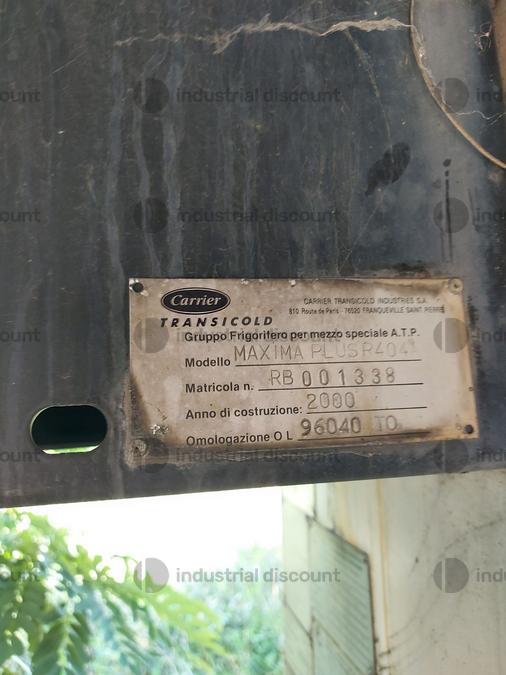 Carrier
TRANSICOLD
CARRIER TRANSICOLD INDUSTRIES S.A.
810 Route de Paris - 76520 FRANQUEVILLE SAINT PIERRE
Gruppo Frigorifero per mezzo speciale A.T.P.
Modello MAXIMA PLUS R404
Matricola n. RB 001338
Anno di costruzione: 2000
Omologazione O L 96040 TO
industrial discount
industrial discount
industrial discount
industrial discount
industrial discount